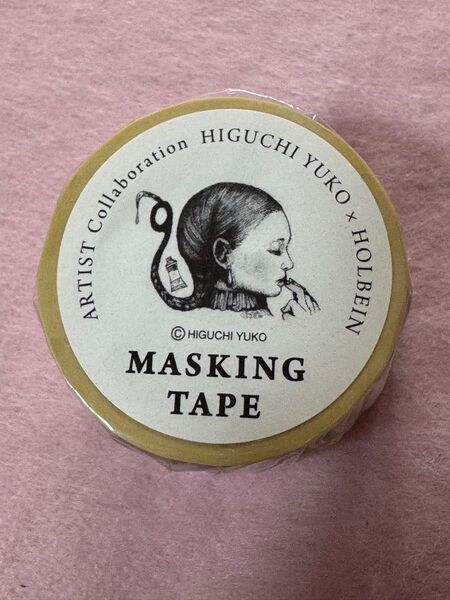 ARTIST Collaboration HIGUCHI YUKO × HOLBEIN
© HIGUCHI YUKO
MASKING
TAPE